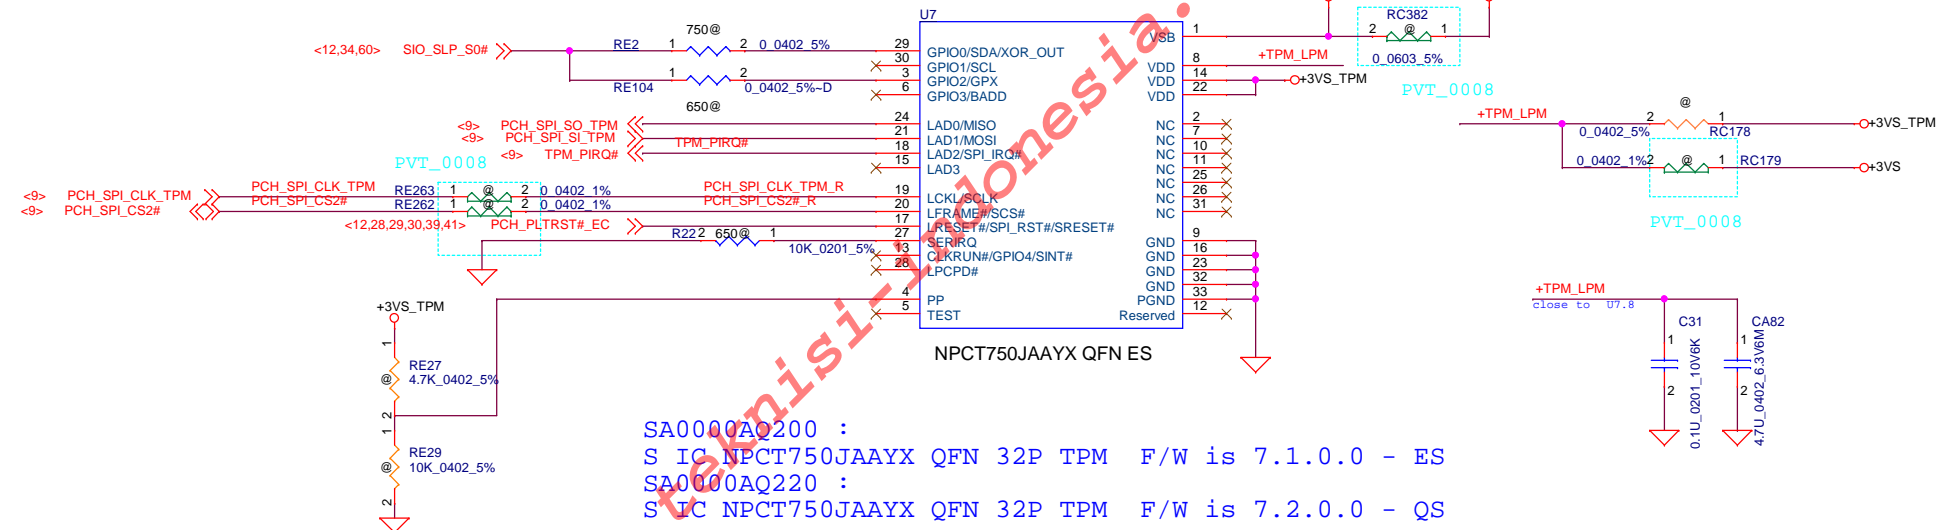 U7
750@
RC382
<12,34,60> SIO_SLP_S0#
RE2 1 2 0_0402_5%
29 GPIO0/SDA/XOR_OUT
VSB 1
2 @ 1
0_0603_5%
30 GPIO1/SCL
VDD 8 +TPM_LPM
RE104 1 2 0_0402_5%~D
3 GPIO2/GPX
VDD 14 +3VS_TPM
6 GPIO3/BADD
VDD 22
PVT_0008
650@
<9> PCH_SPI_SO_TPM
24 LAD0/MISO
NC 2
<9> PCH_SPI_SI_TPM
21 LAD1/MOSI
NC 7
<9> TPM_PIRQ# TPM_PIRQ#
18 LAD2/SPI_IRQ#
NC 10
15 LAD3
NC 11
NC 25
NC 26
NC 31
+TPM_LPM
@
2 1 +3VS_TPM
0_0402_5% RC178
0_0402_1% 2 @ 1 RC179 +3VS
PVT_0008
PVT_0008
<9> PCH_SPI_CLK_TPM PCH_SPI_CLK_TPM RE263 1 @ 2 0_0402_1% PCH_SPI_CLK_TPM_R 19 LCKL/SCLK
<9> PCH_SPI_CS2# PCH_SPI_CS2# RE262 1 @ 2 0_0402_1% PCH_SPI_CS2#_R 20 LFRAME#/SCS#
<12,28,29,30,39,41> PCH_PLTRST#_EC 17 LRESET#/SPI_RST#/SRESET#
R22 2 650@ 1 10K_0201_5% 27 SERIRQ
GND 9
13 CLKRUN#/GPIO4/SINT#
GND 16
28 LPCPD#
GND 23
GND 32
4 PP
PGND 33
5 TEST
Reserved 12
NPCT750JAAYX QFN ES
+3VS_TPM
1
RE27
@ 4.7K_0402_5%
2
1
RE29
@ 10K_0402_5%
2
+TPM_LPM
close to U7.8
C31 CA82
1 1
2 2
0.1U_0201_10V6K
4.7U_0402_6.3V6M
SA0000AQ200 :
S IC NPCT750JAAYX QFN 32P TPM F/W is 7.1.0.0 - ES
SA0000AQ220 :
S IC NPCT750JAAYX QFN 32P TPM F/W is 7.2.0.0 - QS
teknisi-indonesia.